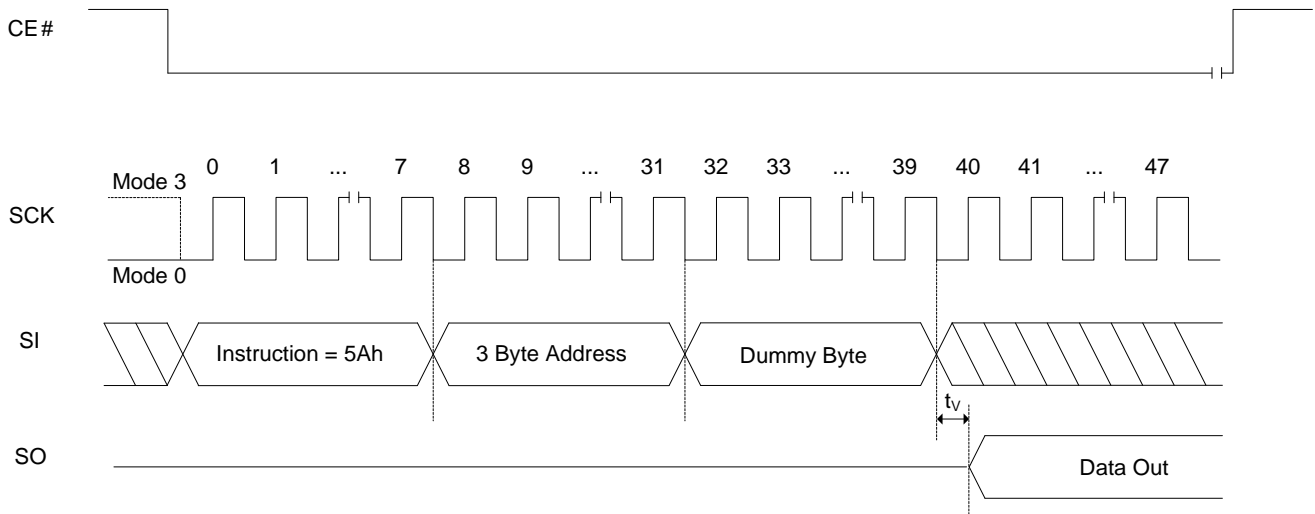 CE#
0 1 ... 7 8 9 ... 31 32 33 ... 39 40 41 ... 47
Mode 3
SCK
Mode 0
SI
Instruction = 5Ah
3 Byte Address
Dummy Byte
tV
SO
Data Out